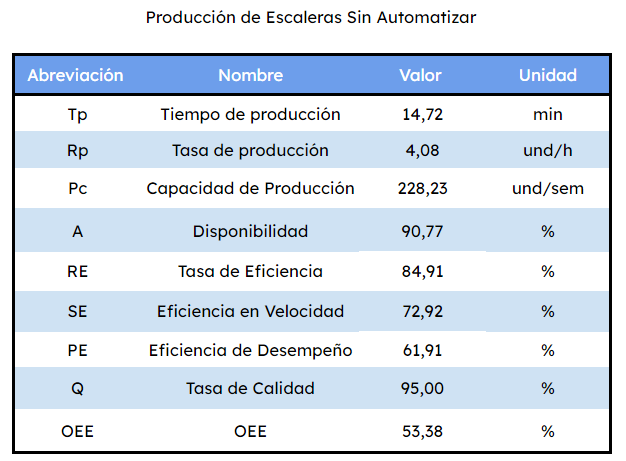 Producción de Escaleras Sin Automatizar
Abreviación Nombre Valor Unidad
Tp Tiempo de producción 14,72 min
Rp Tasa de producción 4,08 und/h
Pc Capacidad de Producción 228,23 und/sem
A Disponibilidad 90,77 %
RE Tasa de Eficiencia 84,91 %
SE Eficiencia en Velocidad 72,92 %
PE Eficiencia de Desempeño 61,91 %
Q Tasa de Calidad 95,00 %
OEE OEE 53,38 %